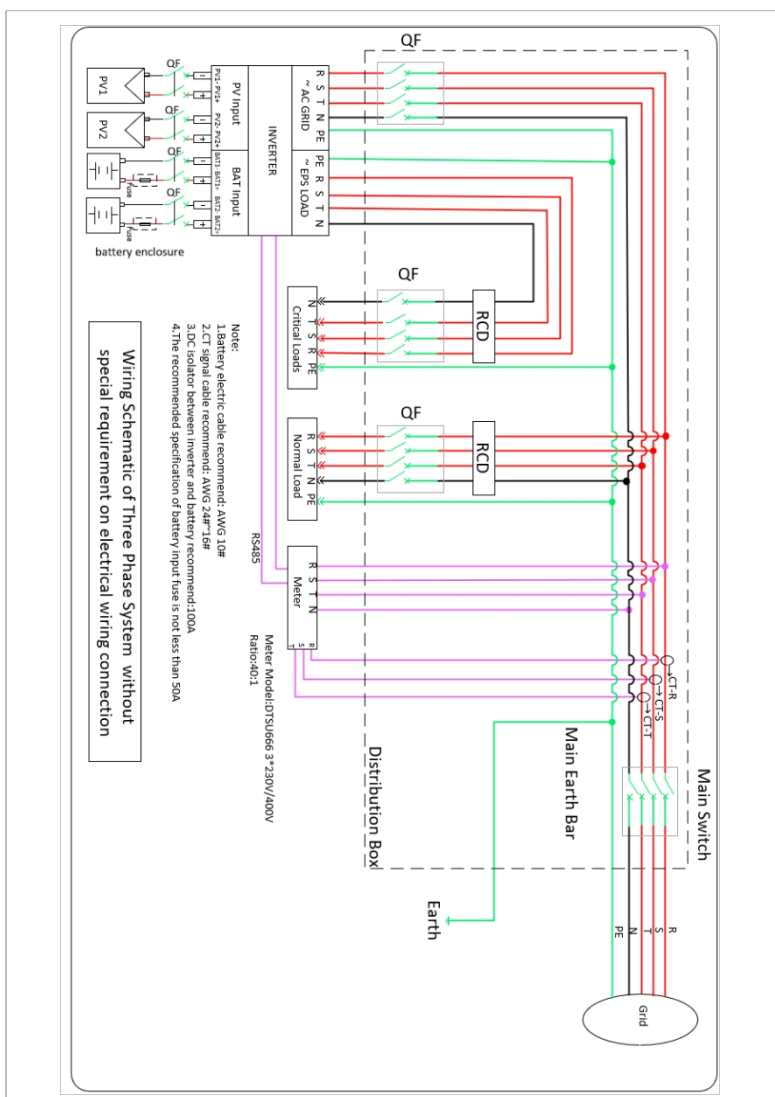 QF
QF
PV1
PV1- PV1+
PV Input
INVERTER
~ AC GRID
R S T N PE
QF
PV2
PV2- PV2+
QF
BAT1- BAT1+
BAT Input
~ EPS LOAD
PE R S T N
Fuse
QF
BAT2- BAT2+
Fuse
battery enclosure
QF
N T S R PE
Critical Loads
RCD
QF
R S T N PE
Normal Load
RCD
RS485
R S T N
Meter
R S T
Meter Model:DTSU666 3*230V/400V
Ratio:40:1
CT-R
CT-S
CT-T
Main Switch
Main Earth Bar
Distribution Box
Earth
R
S
T
N
PE
Grid
Note:
1.Battery electric cable recommend: AWG 10#
2.CT signal cable recommend: AWG 24#~16#
3.DC isolator between inverter and battery recommend:100A
4.The recommended specification of battery input fuse is not less than 50A
Wiring Schematic of Three Phase System without
special requirement on electrical wiring connection